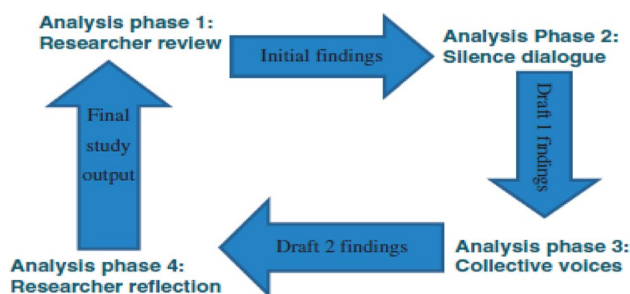 Analysis phase 1:
Researcher review
Initial findings
Analysis Phase 2:
Silence dialogue
Draft 1 findings
Analysis phase 3:
Collective voices
Draft 2 findings
Analysis phase 4:
Researcher reflection
Final
study
output